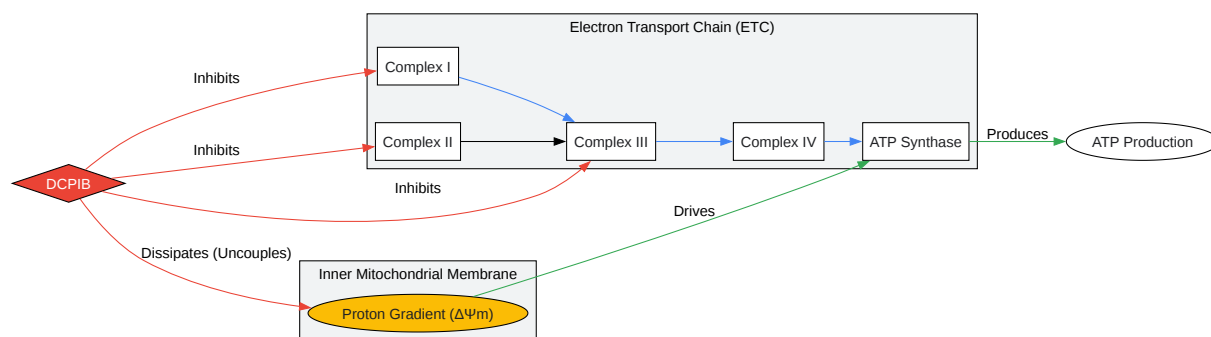 Electron Transport Chain (ETC)
Complex I
Inhibits
Complex II
Complex III
Complex IV
ATP Synthase
Produces
ATP Production
Inhibits
DCPIB
Inhibits
Drives
Dissipates (Uncouples)
Inner Mitochondrial Membrane
Proton Gradient (ΔΨm)